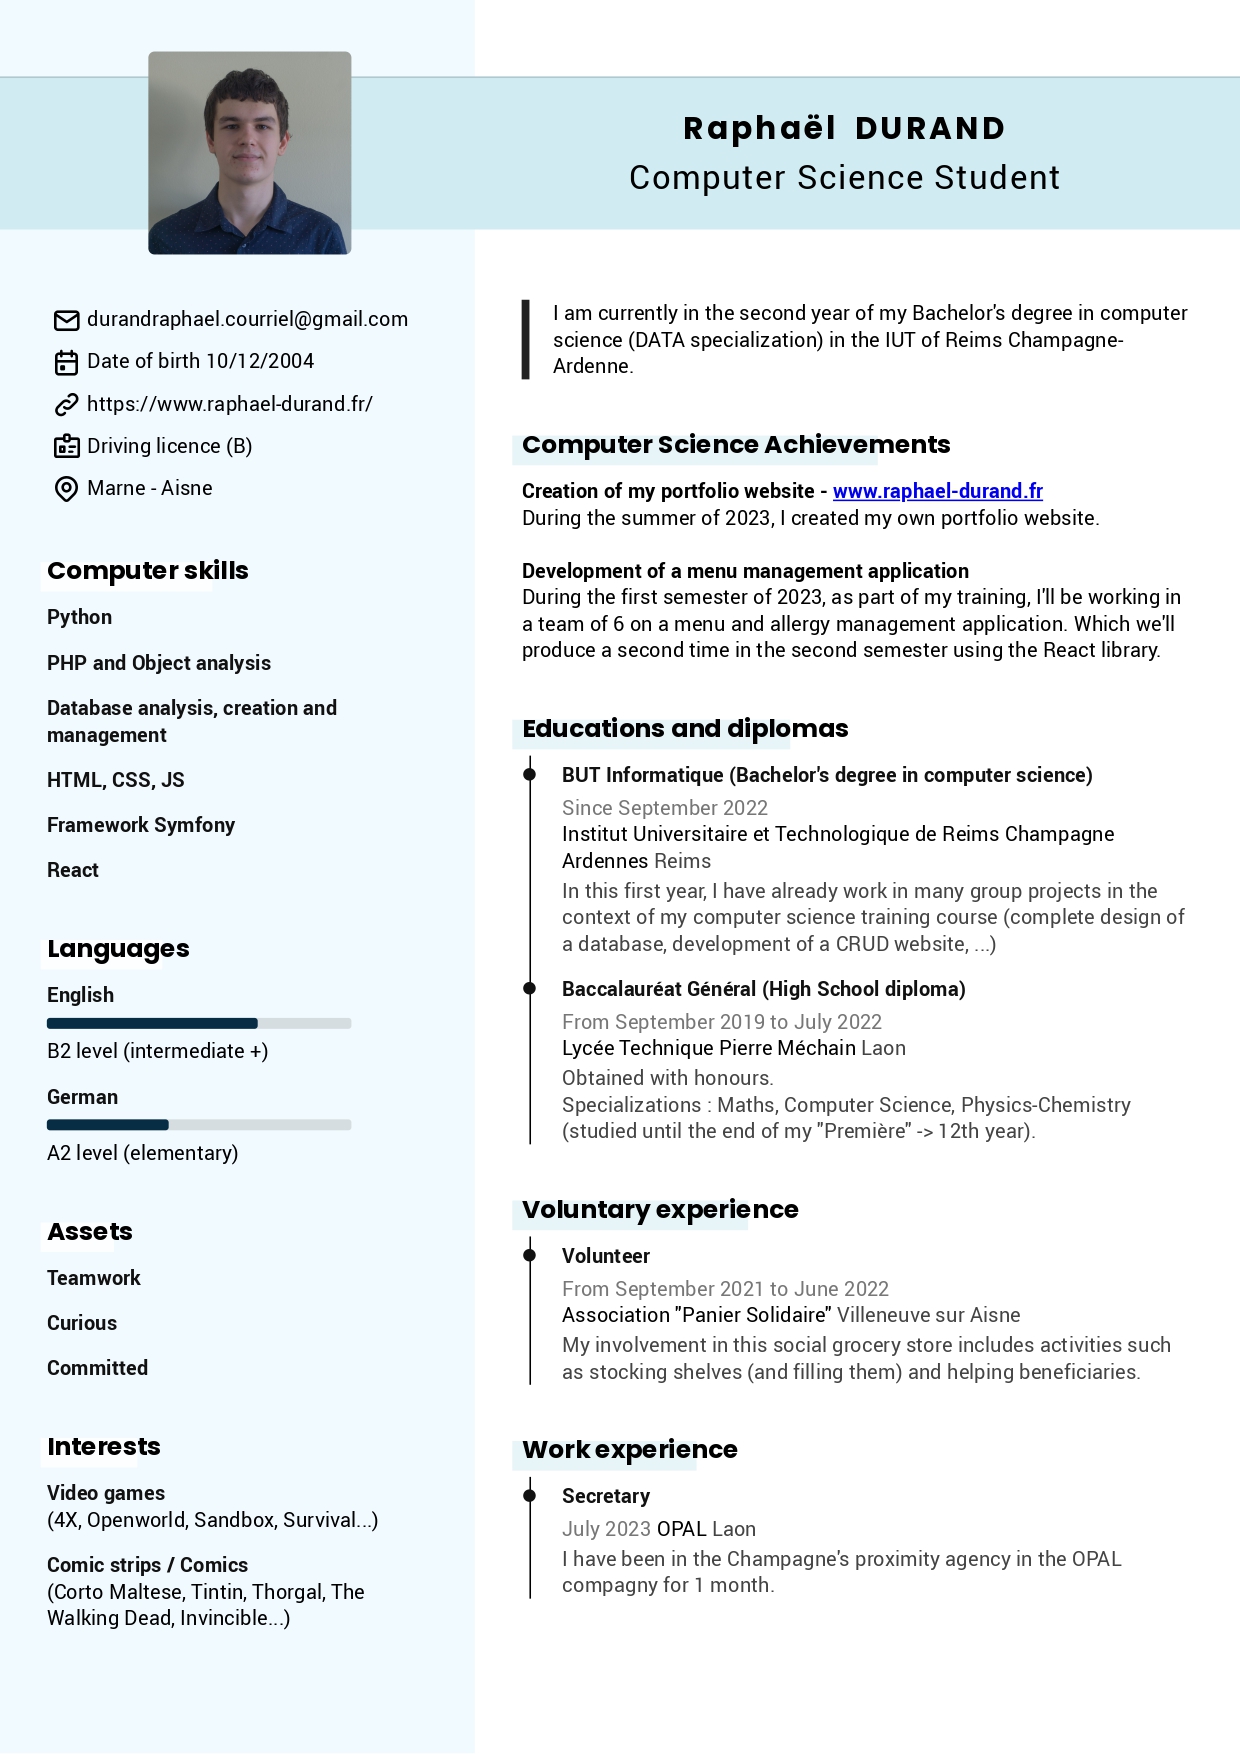 Raphaël DURAND
Computer Science Student
durandraphael.courriel@gmail.com
Date of birth 10/12/2004
https://www.raphael-durand.fr/
Driving licence (B)
Marne - Aisne
Computer skills
Python
PHP and Object analysis
Database analysis, creation and
management
HTML, CSS, JS
Framework Symfony
React
Languages
English
B2 level (intermediate +)
German
A2 level (elementary)
Assets
Teamwork
Curious
Committed
Interests
Video games
(4X, Openworld, Sandbox, Survival...)
Comic strips / Comics
(Corto Maltese, Tintin, Thorgal, The
Walking Dead, Invincible...)
I am currently in the second year of my Bachelor's degree in computer
science (DATA specialization) in the IUT of Reims Champagne-
Ardenne.
Computer Science Achievements
Creation of my portfolio website - www.raphael-durand.fr
During the summer of 2023, I created my own portfolio website.
Development of a menu management application
During the first semester of 2023, as part of my training, I'll be working in
a team of 6 on a menu and allergy management application. Which we'll
produce a second time in the second semester using the React library.
Educations and diplomas
BUT Informatique (Bachelor's degree in computer science)
Since September 2022
Institut Universitaire et Technologique de Reims Champagne
Ardennes Reims
In this first year, I have already work in many group projects in the
context of my computer science training course (complete design of
a database, development of a CRUD website, ...)
Baccalauréat Général (High School diploma)
From September 2019 to July 2022
Lycée Technique Pierre Méchain Laon
Obtained with honours.
Specializations : Maths, Computer Science, Physics-Chemistry
(studied until the end of my "Première" -> 12th year).
Voluntary experience
Volunteer
From September 2021 to June 2022
Association "Panier Solidaire" Villeneuve sur Aisne
My involvement in this social grocery store includes activities such
as stocking shelves (and filling them) and helping beneficiaries.
Work experience
Secretary
July 2023 OPAL Laon
I have been in the Champagne's proximity agency in the OPAL
compagny for 1 month.